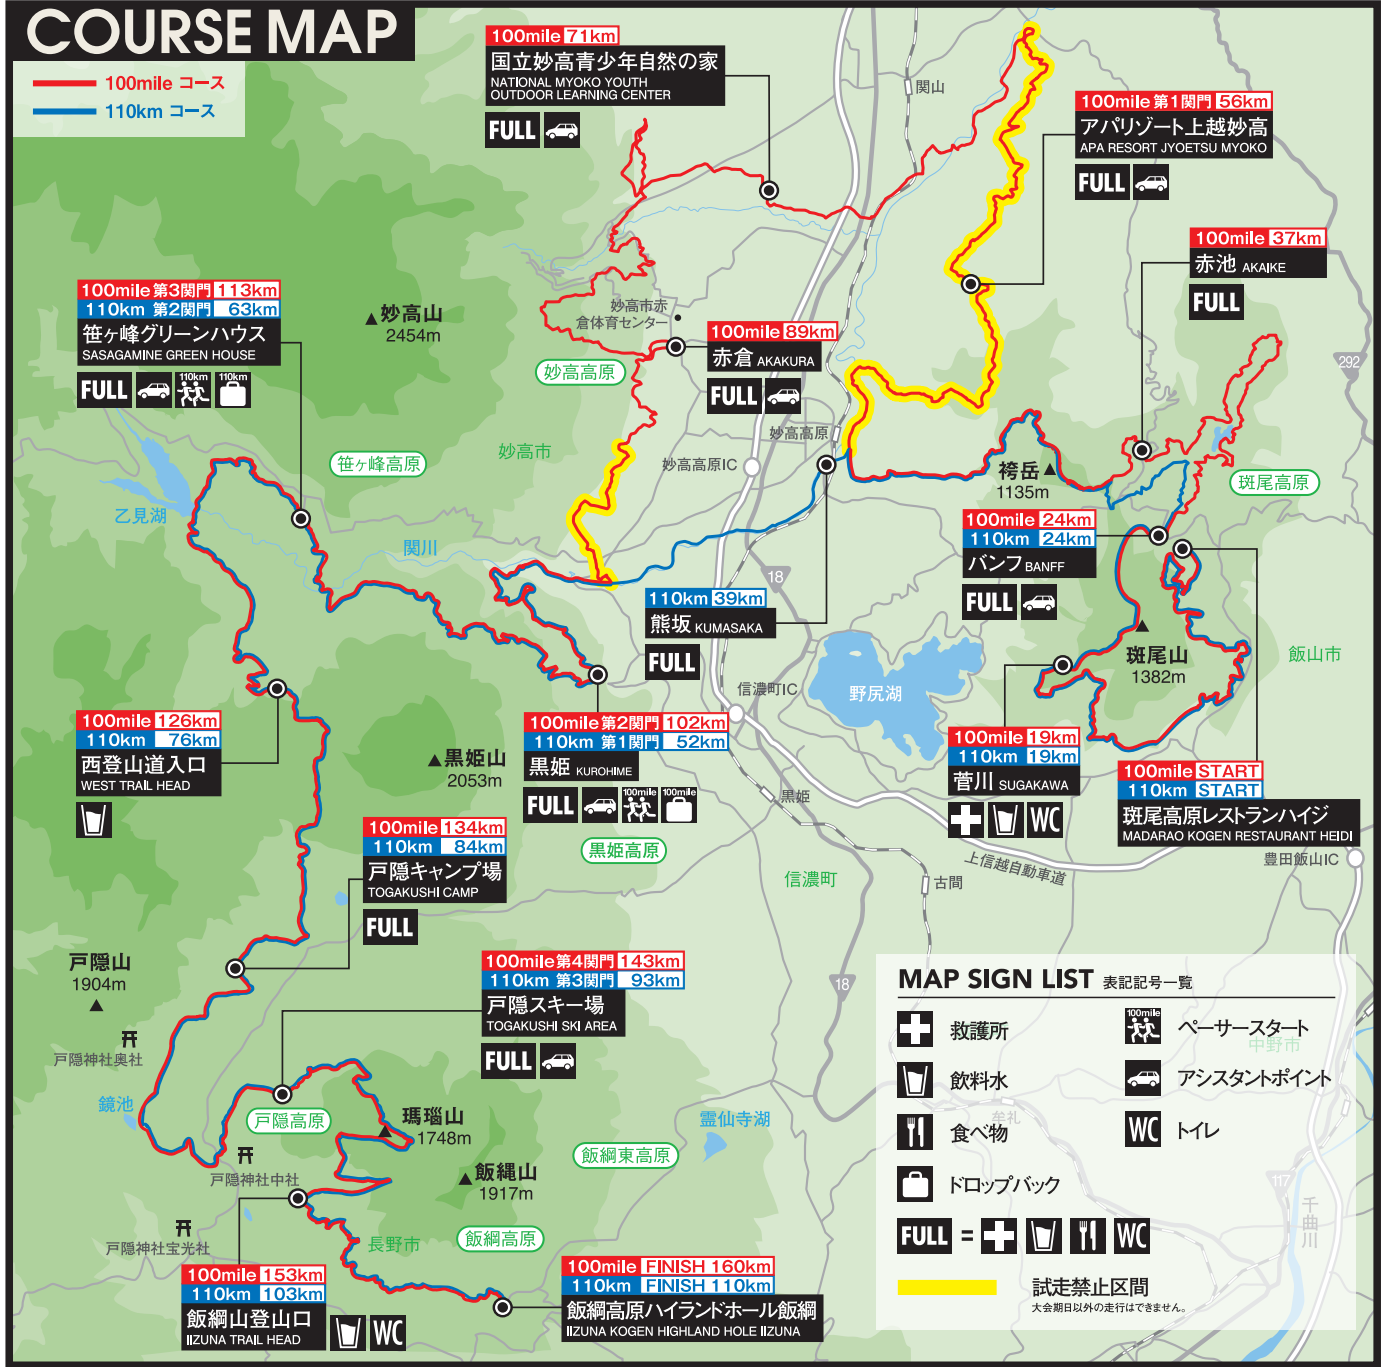 COURSE MAP
100mile コース
110km コース
100mile 71km
国立妙高青少年自然の家
NATIONAL MYOKO YOUTH
OUTDOOR LEARNING CENTER
FULL
関山
100mile 第1関門 56km
アパリゾート上越妙高
APA RESORT JYOETSU MYOKO
FULL
100mile 37km
赤池 AKAIKE
FULL
292
100mile 第3関門 113km
110km 第2関門 63km
笹ヶ峰グリーンハウス
SASAGAMINE GREEN HOUSE
FULL
110km
110km
妙高山
2454m
妙高市赤
倉体育センター
100mile 89km
赤倉 AKAKURA
FULL
妙高高原
妙高高原
妙高市
笹ヶ峰高原
妙高高原IC
袴岳
1135m
斑尾高原
乙見湖
関川
18
100mile 24km
110km 24km
バンフ BANFF
FULL
110km 39km
熊坂 KUMASAKA
FULL
斑尾山
1382m
飯山市
野尻湖
信濃町IC
100mile 126km
110km 76km
西登山道入口
WEST TRAIL HEAD
黒姫山
2053m
100mile 第2関門 102km
110km 第1関門 52km
黒姫 KUROHIME
FULL
100mile
100mile
黒姫
100mile 19km
110km 19km
菅川 SUGAKAWA
WC
100mile START
110km START
斑尾高原レストランハイジ
MADARAO KOGEN RESTAURANT HEIDI
豊田飯山IC
上信越自動車道
黒姫高原
信濃町
古間
100mile 134km
110km 84km
戸隠キャンプ場
TOGAKUSHI CAMP
FULL
戸隠山
1904m
戸隠神社奥社
100mile 第4関門 143km
110km 第3関門 93km
戸隠スキー場
TOGAKUSHI SKI AREA
FULL
18
鏡池
戸隠高原
瑪瑙山
1748m
霊仙寺湖
飯綱東高原
戸隠神社中社
飯縄山
1917m
戸隠神社宝光社
長野市
飯綱高原
100mile 153km
110km 103km
飯綱山登山口
IIZUNA TRAIL HEAD
WC
100mile FINISH 160km
110km FINISH 110km
飯綱高原ハイランドホール飯綱
IIZUNA KOGEN HIGHLAND HOLE IIZUNA
MAP SIGN LIST 表記記号一覧
救護所
100mile
ペーサースタート
中野市
飲料水
アシスタントポイント
牟礼
食べ物
WC トイレ
ドロップバック
117
千曲川
FULL = WC
試走禁止区間
大会期日以外の走行はできません。